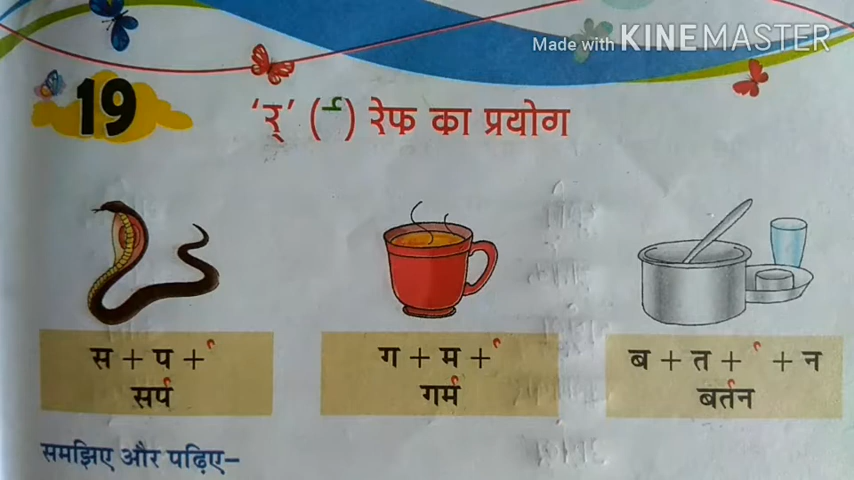 Made with KINEMASTER
19
'र्' (र्) रेफ का प्रयोग
स + प + र्
सर्प
ग + म + र्
गर्म
ब + त + र् + न
बर्तन
समझिए और पढ़िए–